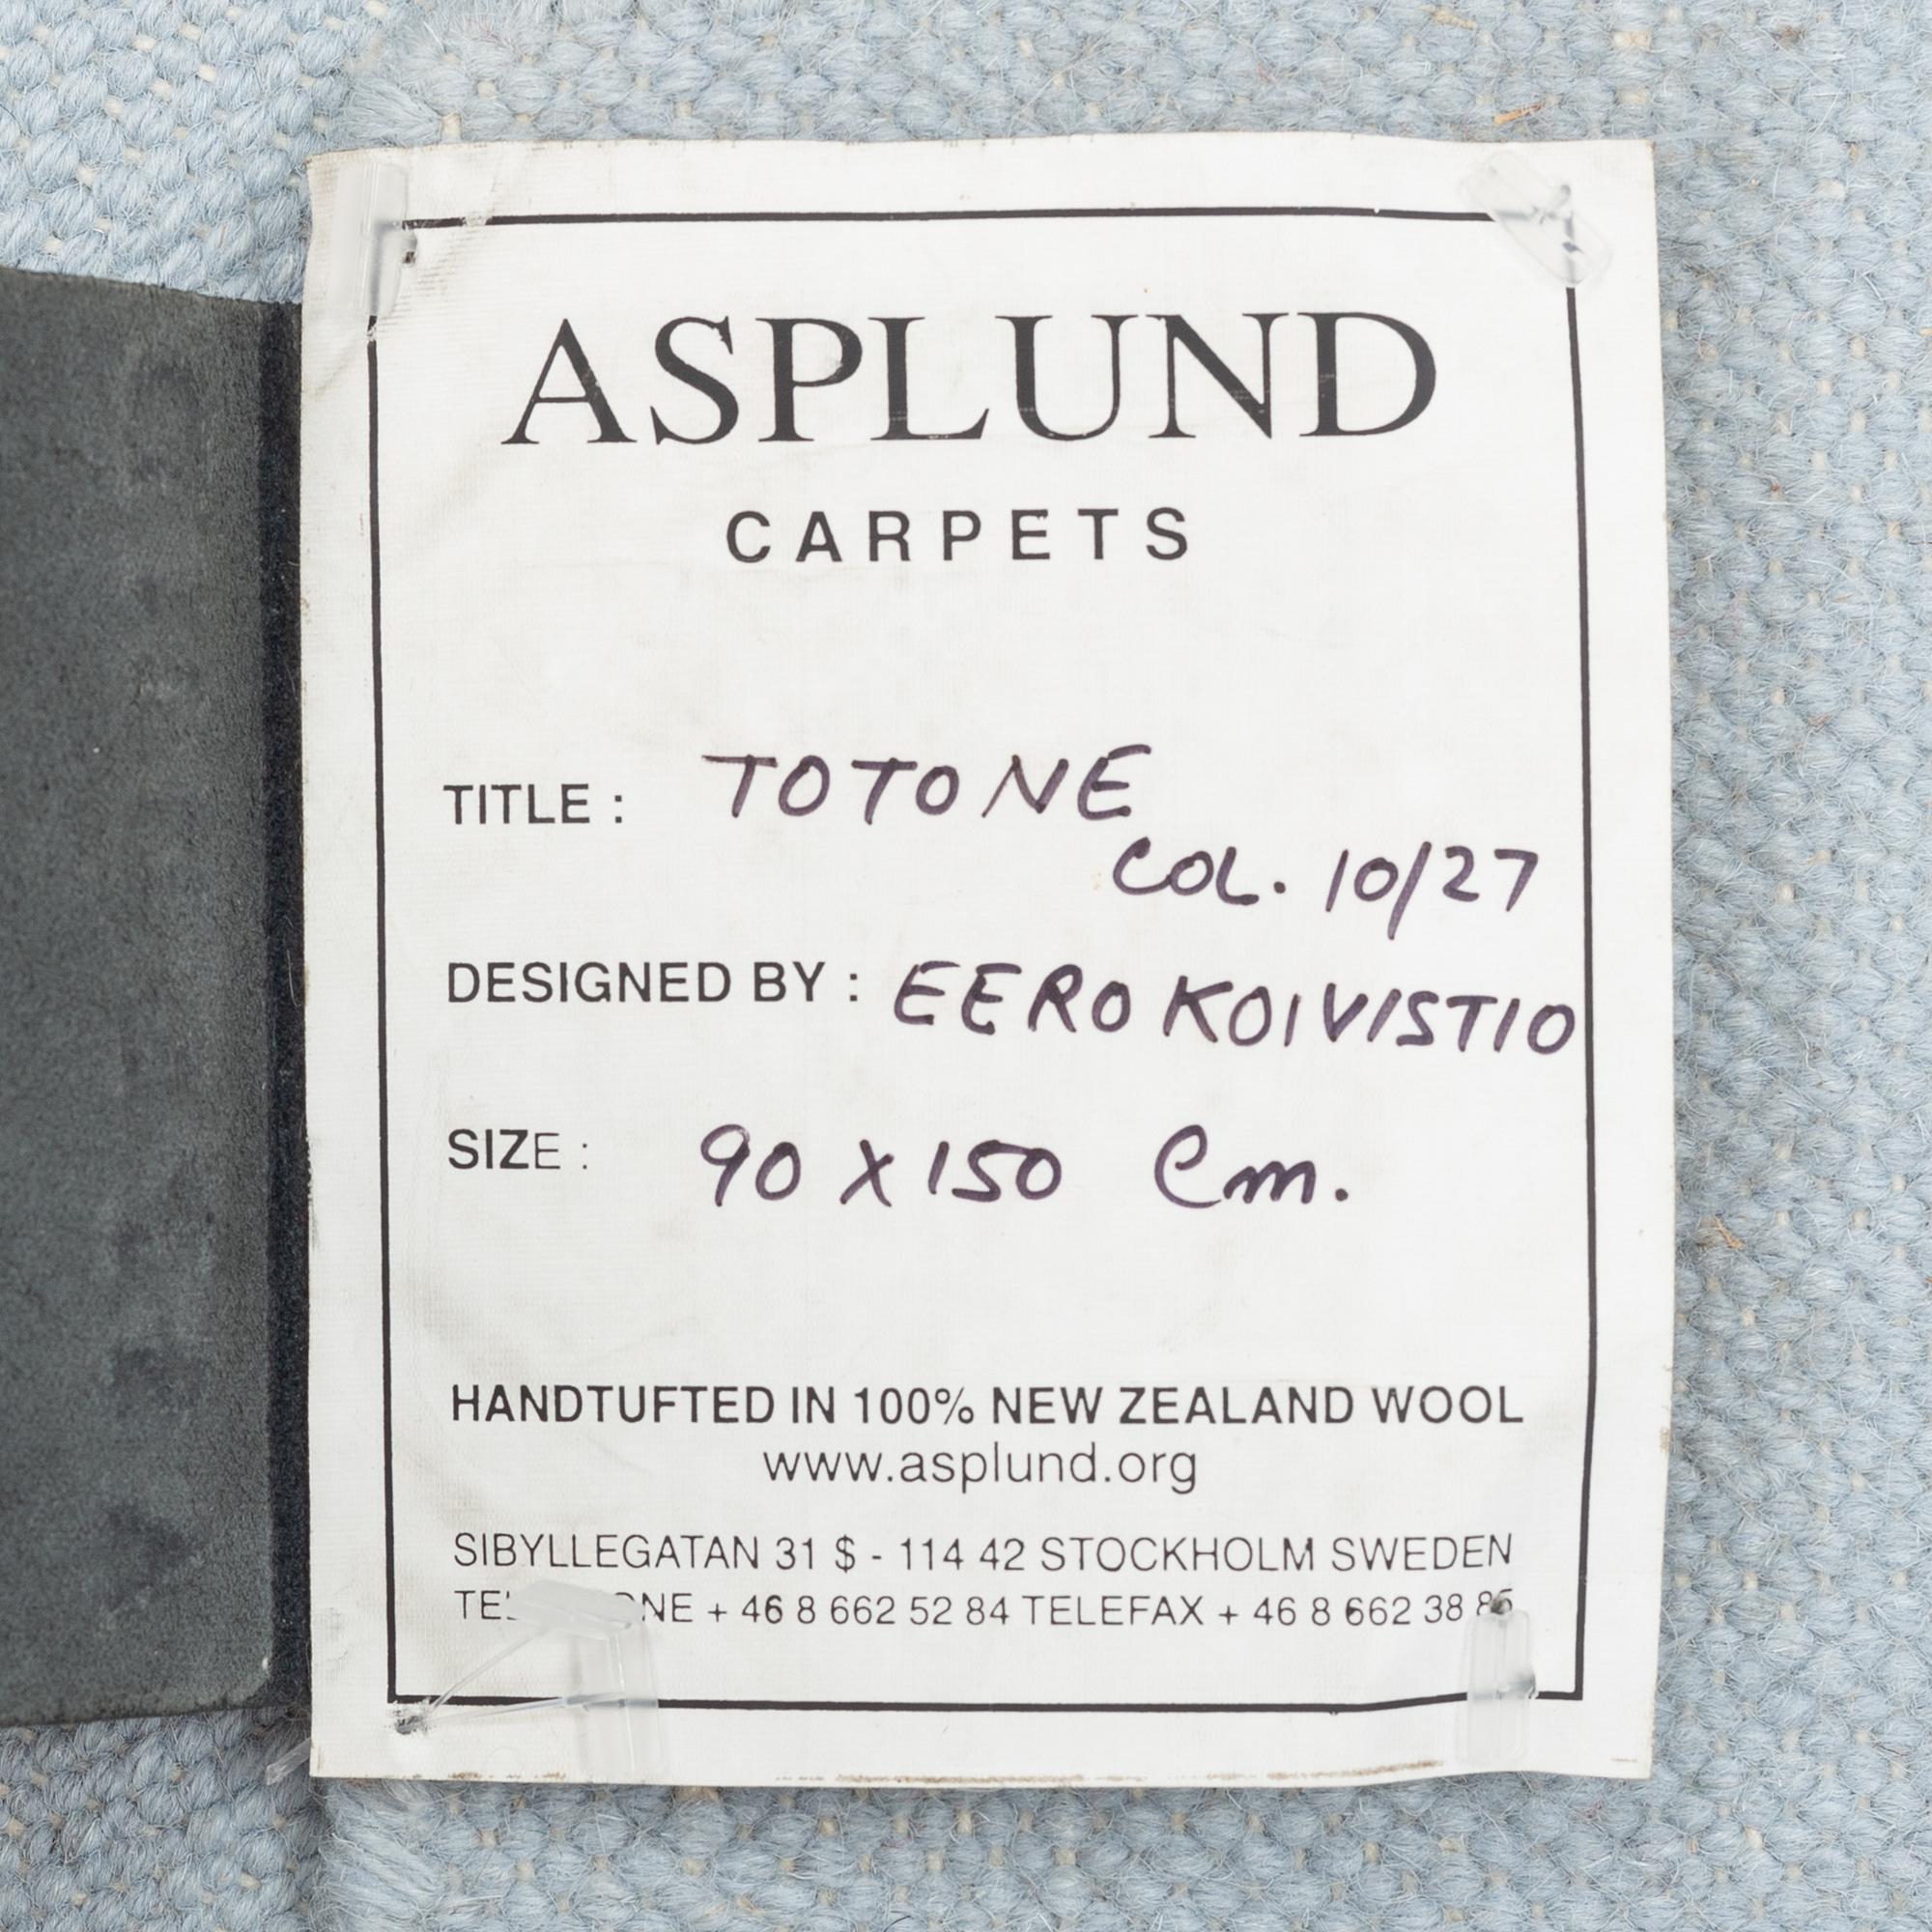 ASPLUND
CARPETS
TITLE : TOTONE
COL. 10/27
DESIGNED BY : EERO KOIVISTIO
SIZE : 90 X 150 Cm.
HANDTUFTED IN 100% NEW ZEALAND WOOL
www.asplund.org
SIBYLLEGATAN 31 $ - 114 42 STOCKHOLM SWEDEN
+ 46 8 662 52 84 TELEFAX + 46 8 662 38